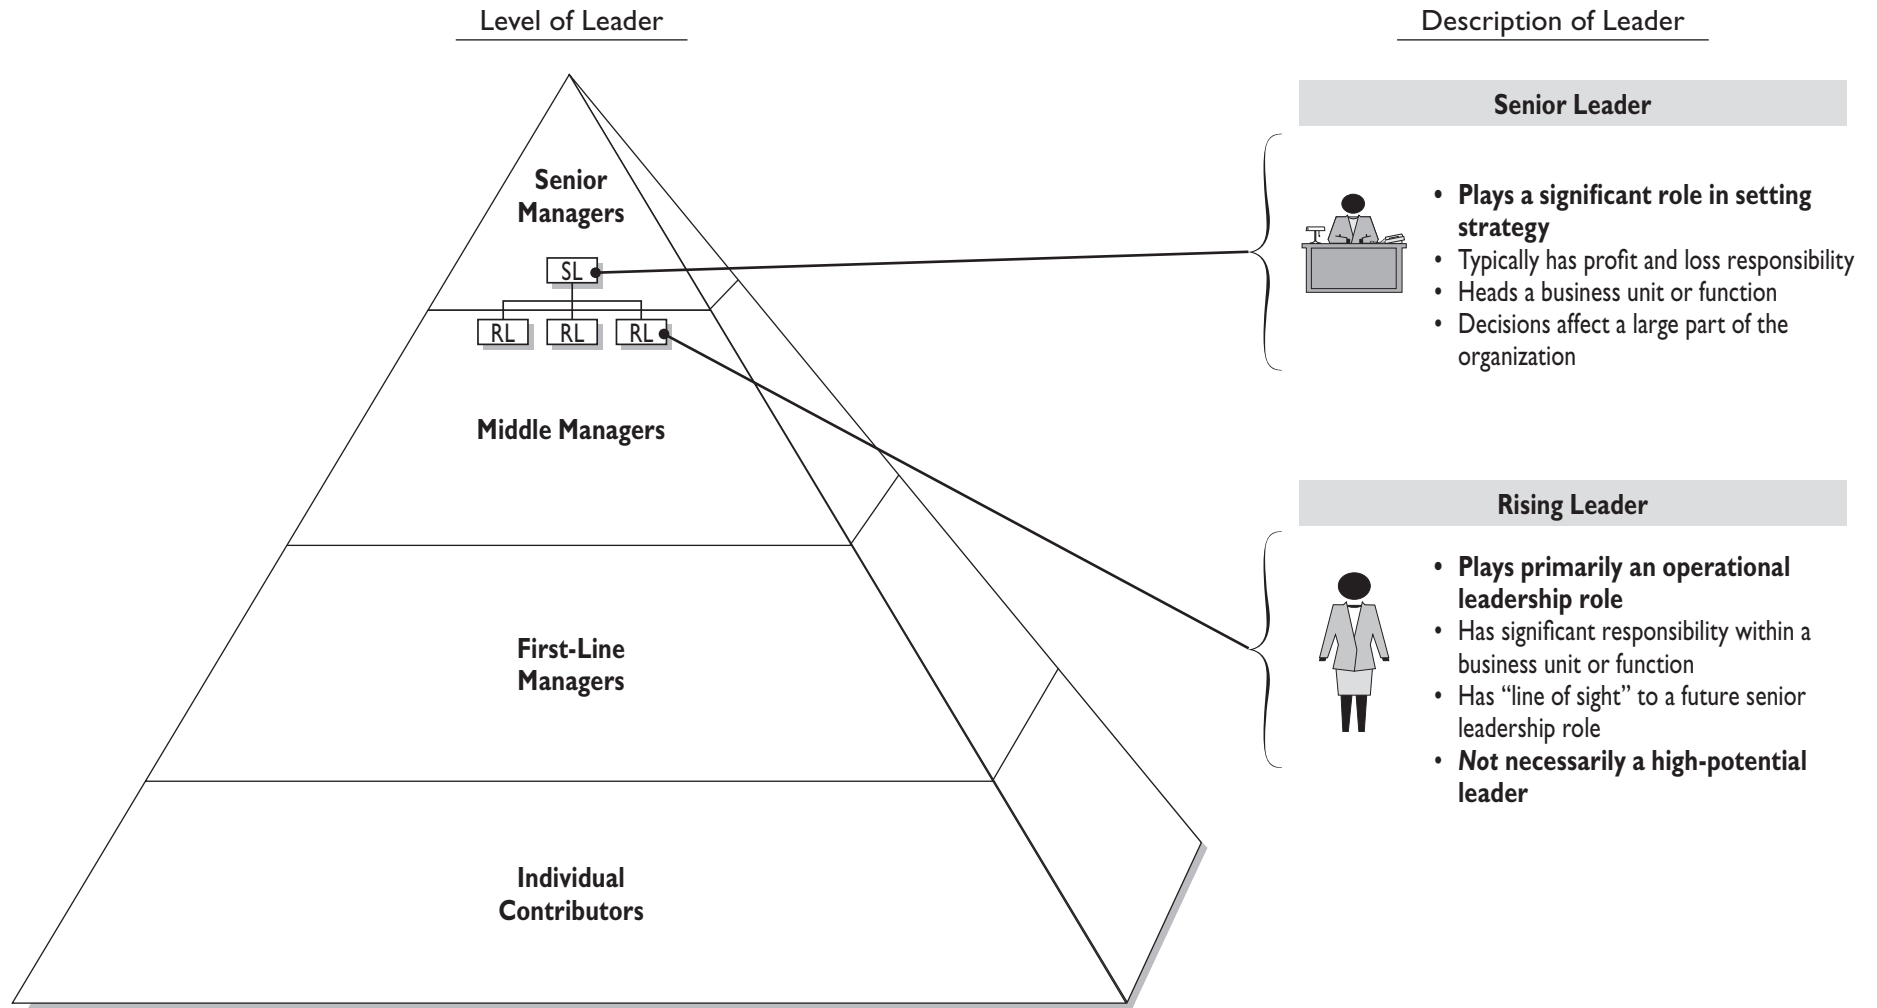 Level of Leader
Description of Leader
Senior
Managers
SL
RL RL RL
Middle Managers
First-Line
Managers
Individual
Contributors
Senior Leader
• Plays a significant role in setting
strategy
• Typically has profit and loss responsibility
• Heads a business unit or function
• Decisions affect a large part of the
organization
Rising Leader
• Plays primarily an operational
leadership role
• Has significant responsibility within a
business unit or function
• Has “line of sight” to a future senior
leadership role
• Not necessarily a high-potential
leader